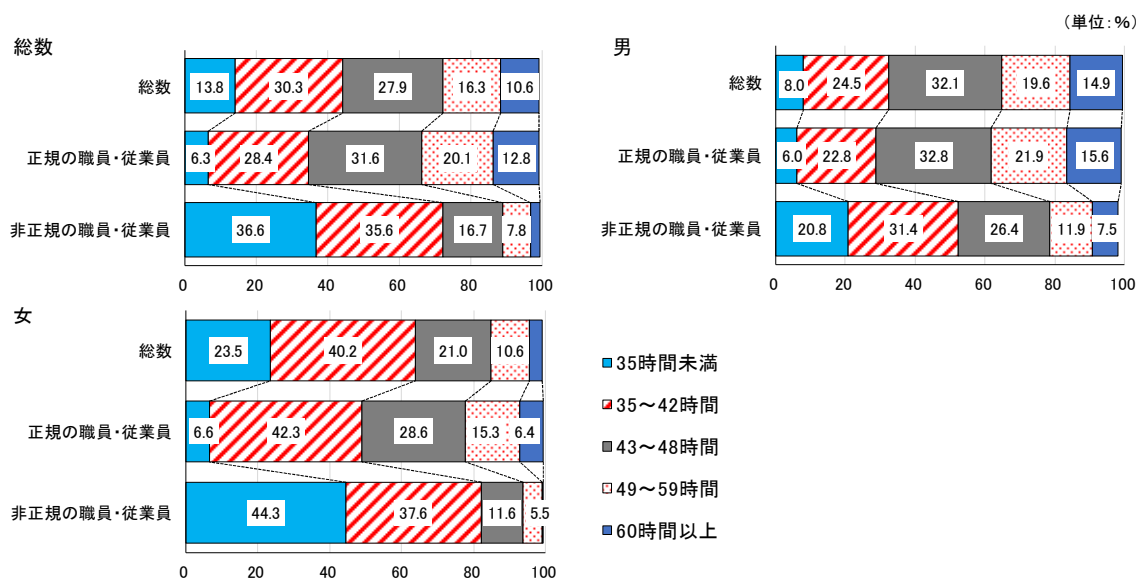 (単位:%)
総数
総数 13.8 30.3 27.9 16.3 10.6
正規の職員・従業員 6.3 28.4 31.6 20.1 12.8
非正規の職員・従業員 36.6 35.6 16.7 7.8
0 20 40 60 80 100
男
総数 8.0 24.5 32.1 19.6 14.9
正規の職員・従業員 6.0 22.8 32.8 21.9 15.6
非正規の職員・従業員 20.8 31.4 26.4 11.9 7.5
0 20 40 60 80 100
女
総数 23.5 40.2 21.0 10.6
正規の職員・従業員 6.6 42.3 28.6 15.3 6.4
非正規の職員・従業員 44.3 37.6 11.6 5.5
0 20 40 60 80 100
35時間未満
35~42時間
43~48時間
49~59時間
60時間以上